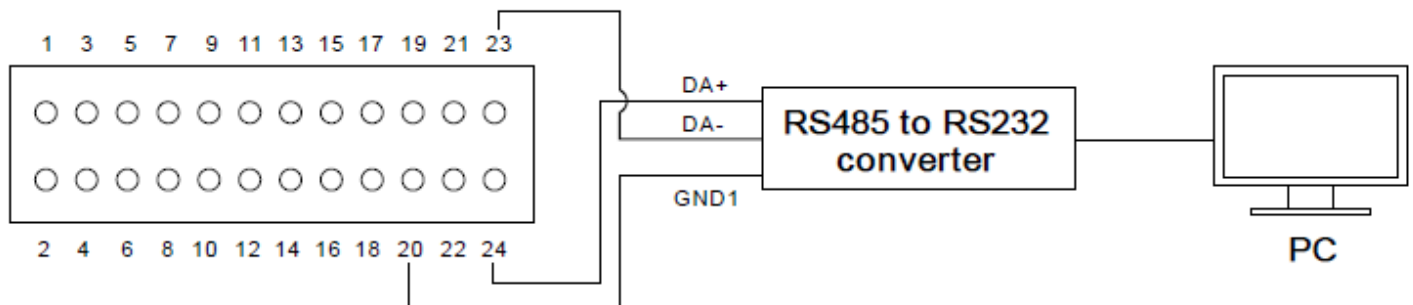 1 3 5 7 9 11 13 15 17 19 21 23
DA+
DA-
GND1
RS485 to RS232
converter
2 4 6 8 10 12 14 16 18 20 22 24
PC